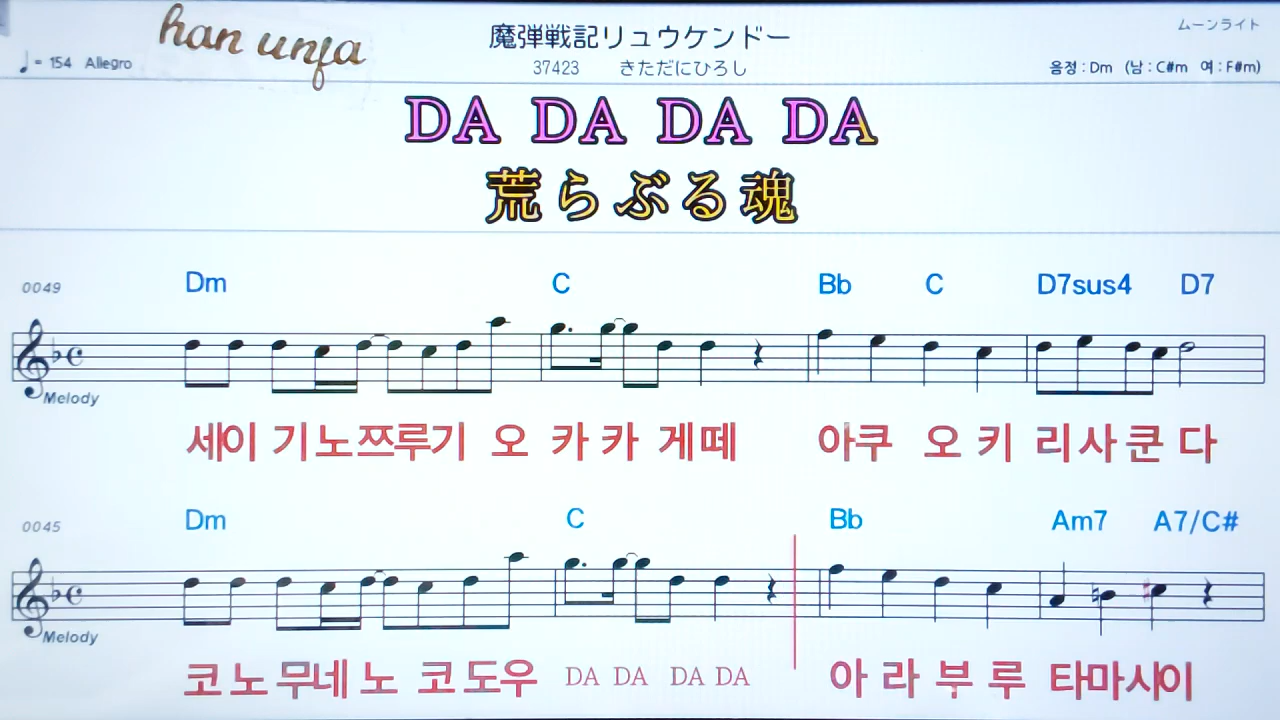 han unja
魔弾戦記リュウケンドー
ムーンライト
♩= 154 Allegro
37423 きただにひろし
음정 : Dm (남 : C#m 여 : F#m)
DA DA DA DA
荒らぶる魂
0049 Dm C Bb C D7sus4 D7
Melody
세이 기노쯔루기 오 카카 게떼 아쿠 오 키 리사쿤 다
0045 Dm C Bb Am7 A7/C#
Melody
코노무네노 코도우 DA DA DA DA 아 라 부 루 타마시이